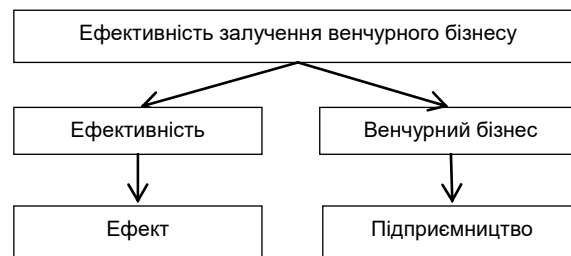 Ефективність залучення венчурного бізнесу
Ефективність
Венчурний бізнес
Ефект
Підприємництво